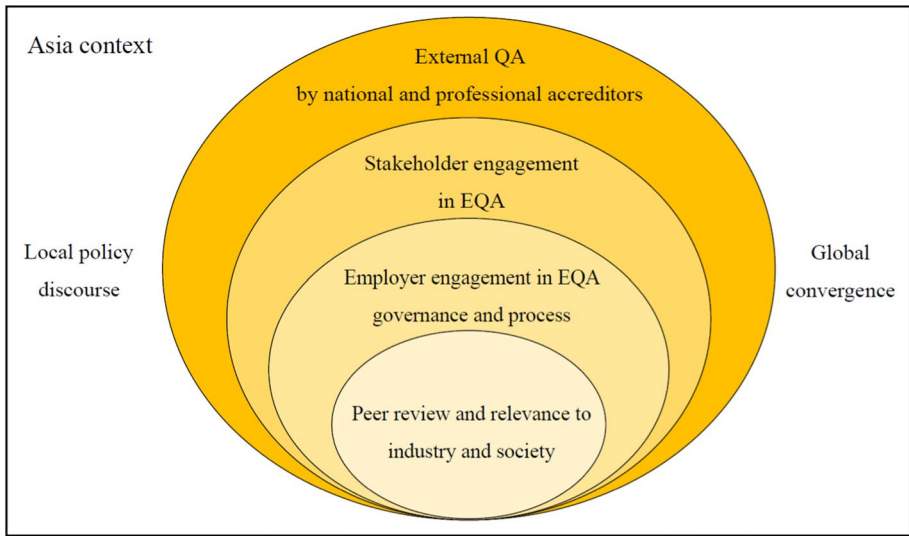 Asia context
External QA
by national and professional accreditors
Stakeholder engagement
in EQA
Local policy
discourse
Employer engagement in EQA
governance and process
Global
convergence
Peer review and relevance to
industry and society